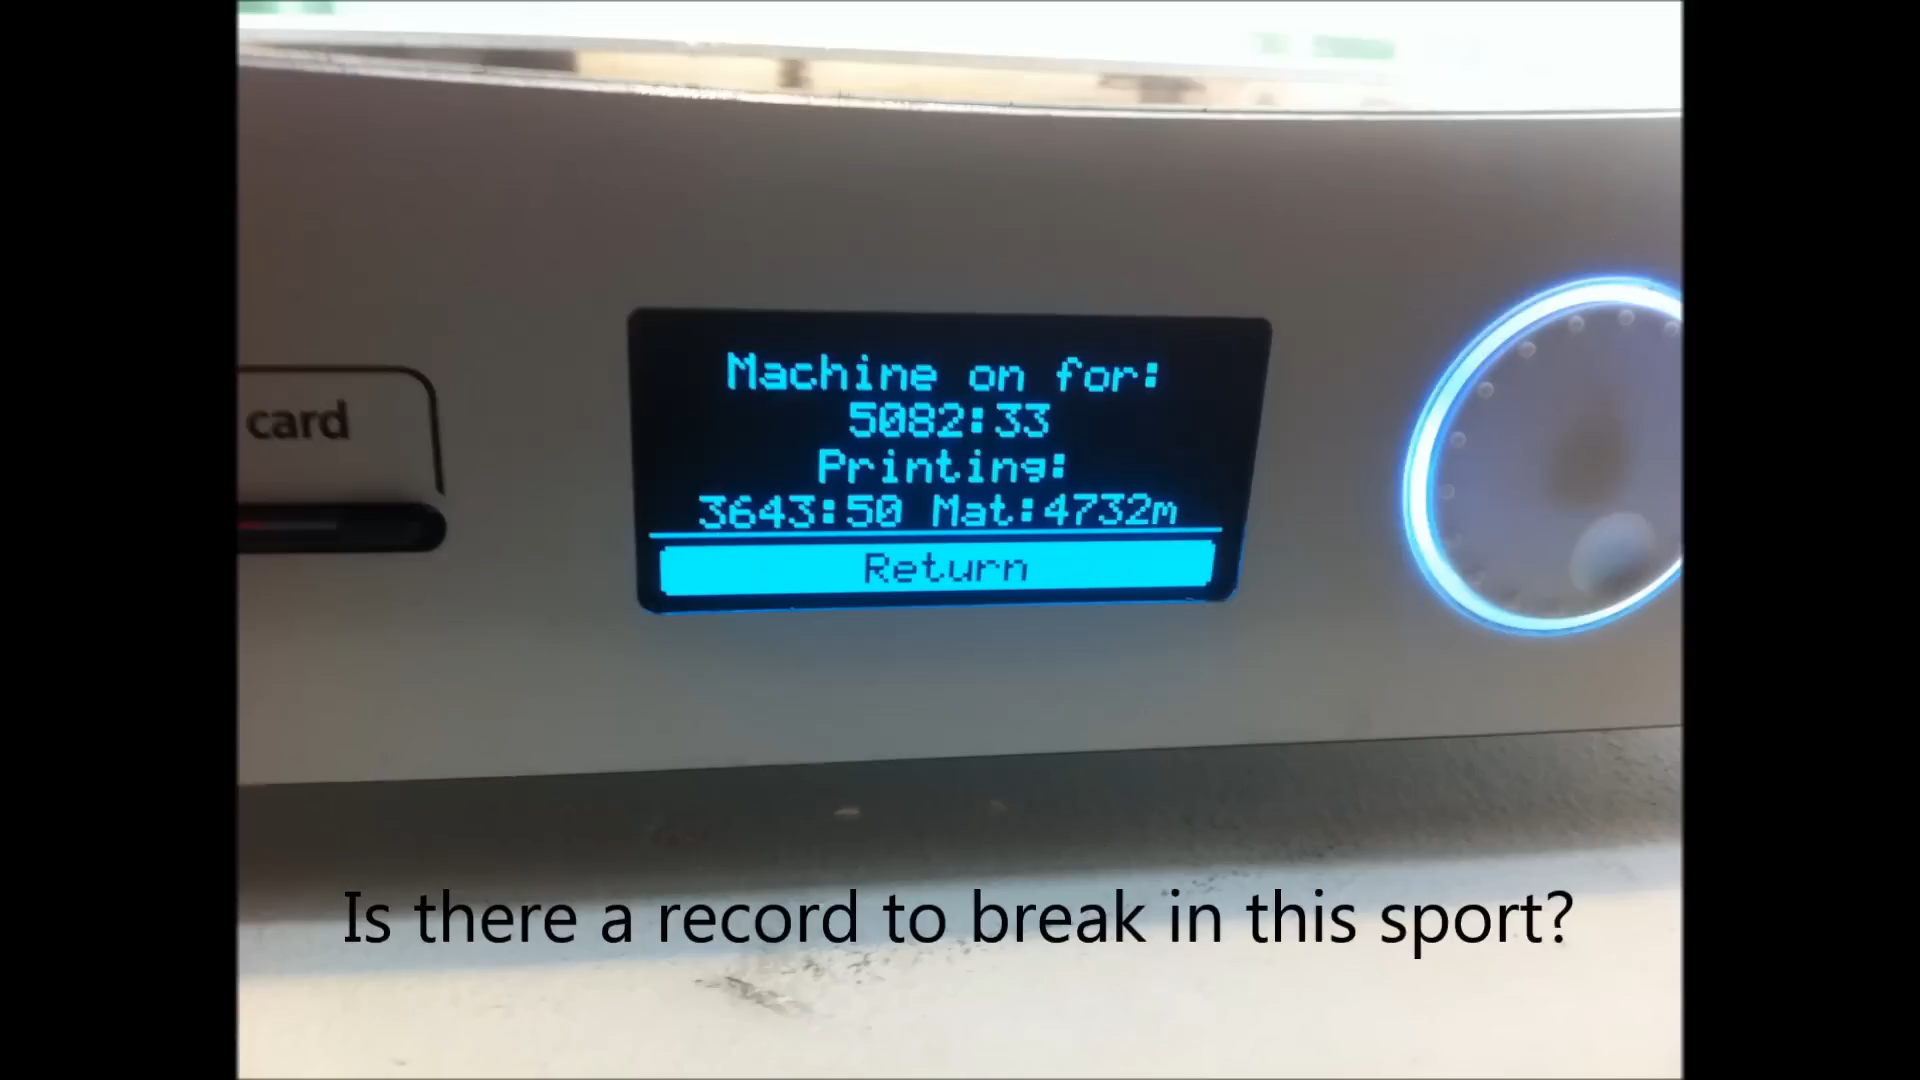 card
Machine on for:
5082:33
Printing:
3643:50 Mat:4732m
Return
Is there a record to break in this sport?